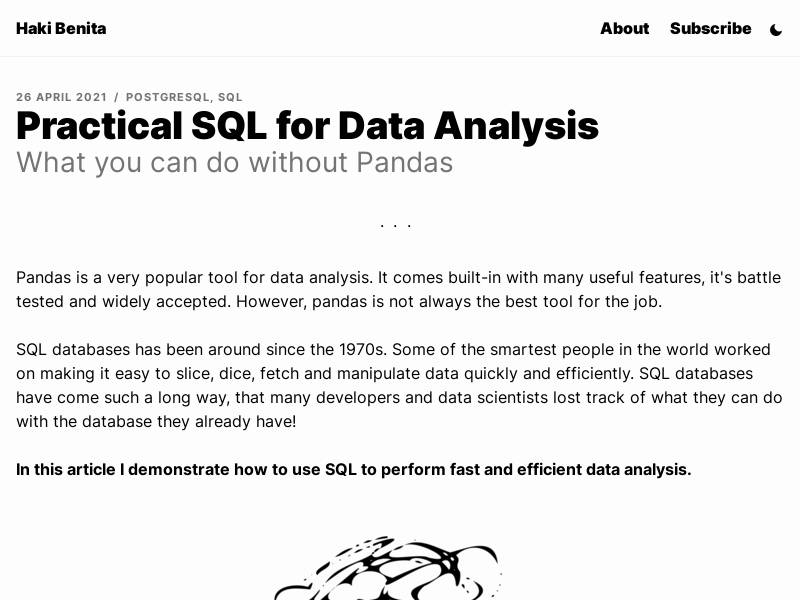 Haki Benita
About Subscribe
26 APRIL 2021 / POSTGRESQL, SQL
Practical SQL for Data Analysis
What you can do without Pandas
. . .
Pandas is a very popular tool for data analysis. It comes built-in with many useful features, it's battle
tested and widely accepted. However, pandas is not always the best tool for the job.
SQL databases has been around since the 1970s. Some of the smartest people in the world worked
on making it easy to slice, dice, fetch and manipulate data quickly and efficiently. SQL databases
have come such a long way, that many developers and data scientists lost track of what they can do
with the database they already have!
In this article I demonstrate how to use SQL to perform fast and efficient data analysis.